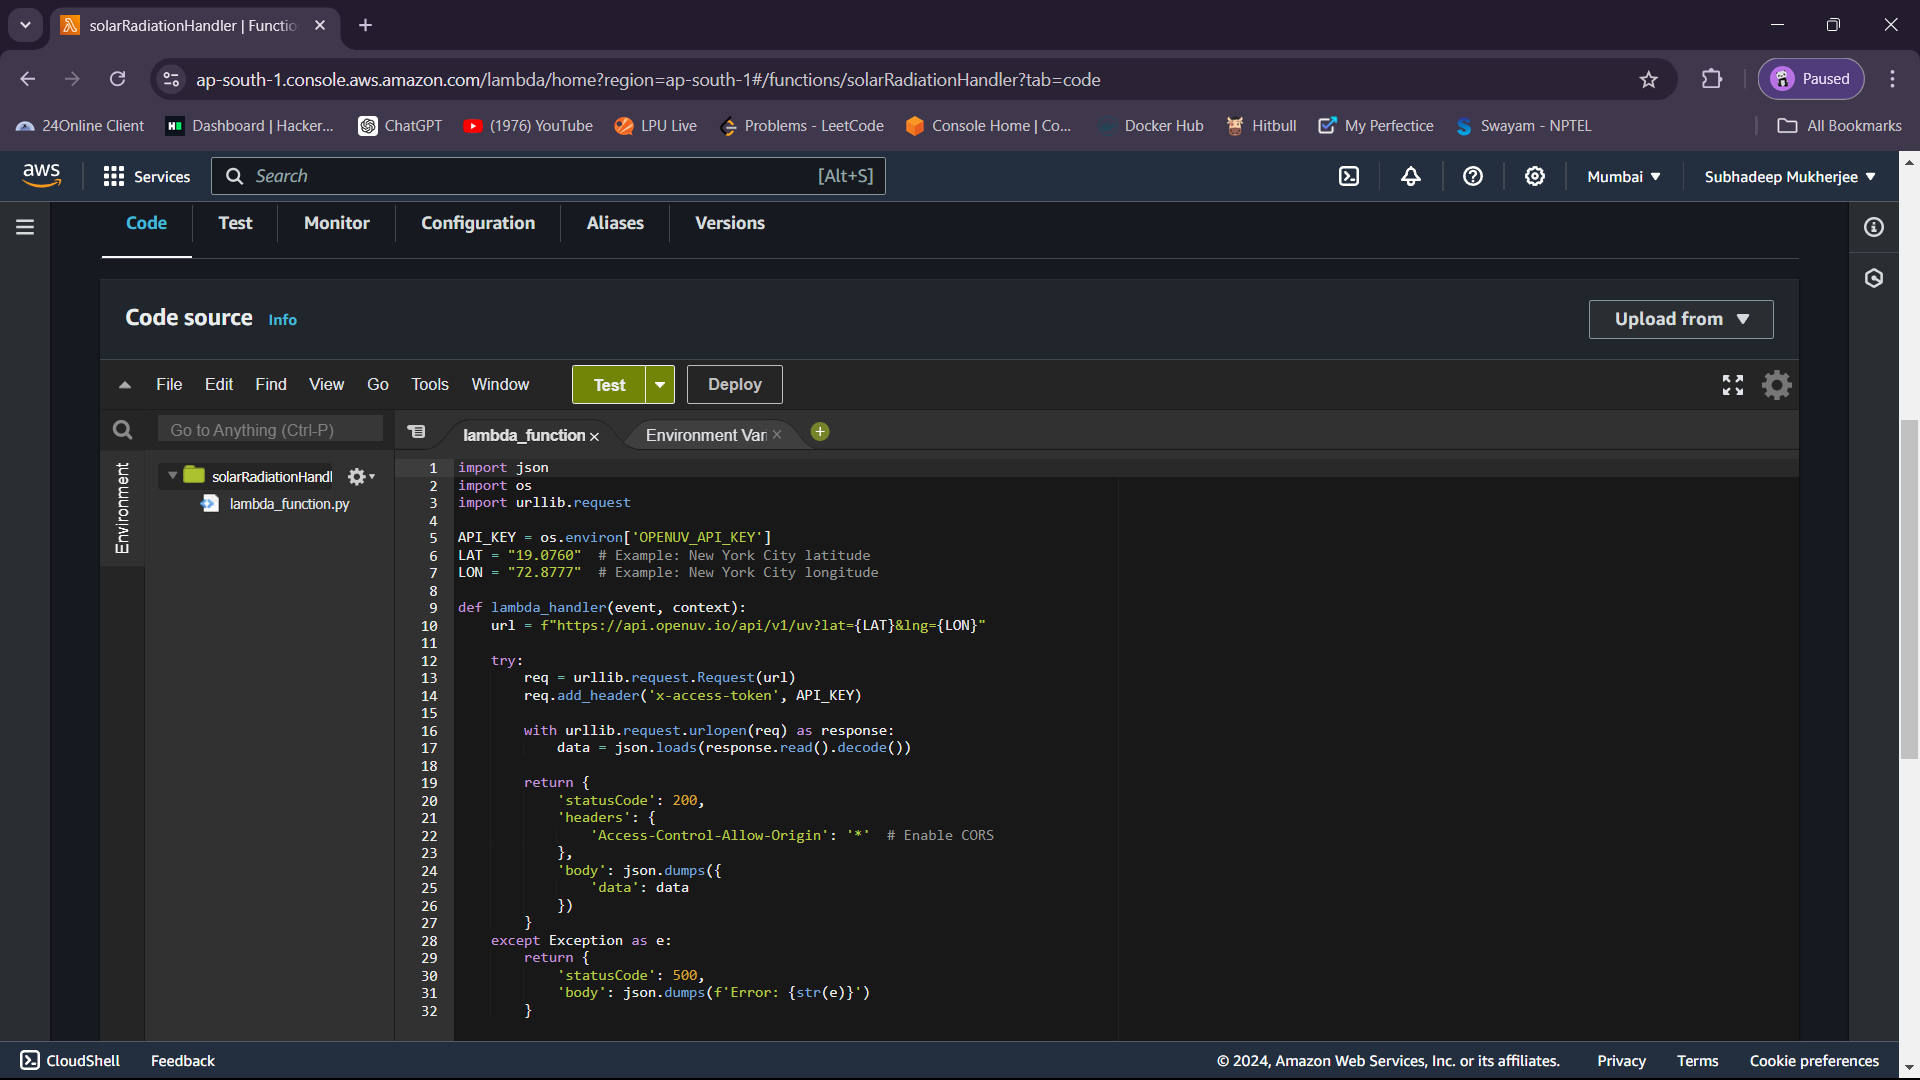 solarRadiationHandler | Functio
ap-south-1.console.aws.amazon.com/lambda/home?region=ap-south-1#/functions/solarRadiationHandler?tab=code
Paused
24Online Client
Dashboard | Hacker...
ChatGPT
(1976) YouTube
LPU Live
Problems - LeetCode
Console Home | Co...
Docker Hub
Hitbull
My Perfectice
Swayam - NPTEL
All Bookmarks
aws
Services
Search
[Alt+S]
Mumbai
Subhadeep Mukherjee
Code
Test
Monitor
Configuration
Aliases
Versions
Code source Info
Upload from
File
Edit
Find
View
Go
Tools
Window
Test
Deploy
Go to Anything (Ctrl-P)
lambda_function
Environment Vari
Environment
solarRadiationHandl
lambda_function.py
1 import json
2 import os
3 import urllib.request
4
5 API_KEY = os.environ['OPENUV_API_KEY']
6 LAT = "19.0760"  # Example: New York City latitude
7 LON = "72.8777"  # Example: New York City longitude
8
9 def lambda_handler(event, context):
10     url = f"https://api.openuv.io/api/v1/uv?lat={LAT}&lng={LON}"
11
12     try:
13         req = urllib.request.Request(url)
14         req.add_header('x-access-token', API_KEY)
15
16         with urllib.request.urlopen(req) as response:
17             data = json.loads(response.read().decode())
18
19         return {
20             'statusCode': 200,
21             'headers': {
22                 'Access-Control-Allow-Origin': '*'  # Enable CORS
23             },
24             'body': json.dumps({
25                 'data': data
26             })
27         }
28     except Exception as e:
29         return {
30             'statusCode': 500,
31             'body': json.dumps(f'Error: {str(e)}')
32         }
CloudShell
Feedback
© 2024, Amazon Web Services, Inc. or its affiliates.
Privacy
Terms
Cookie preferences